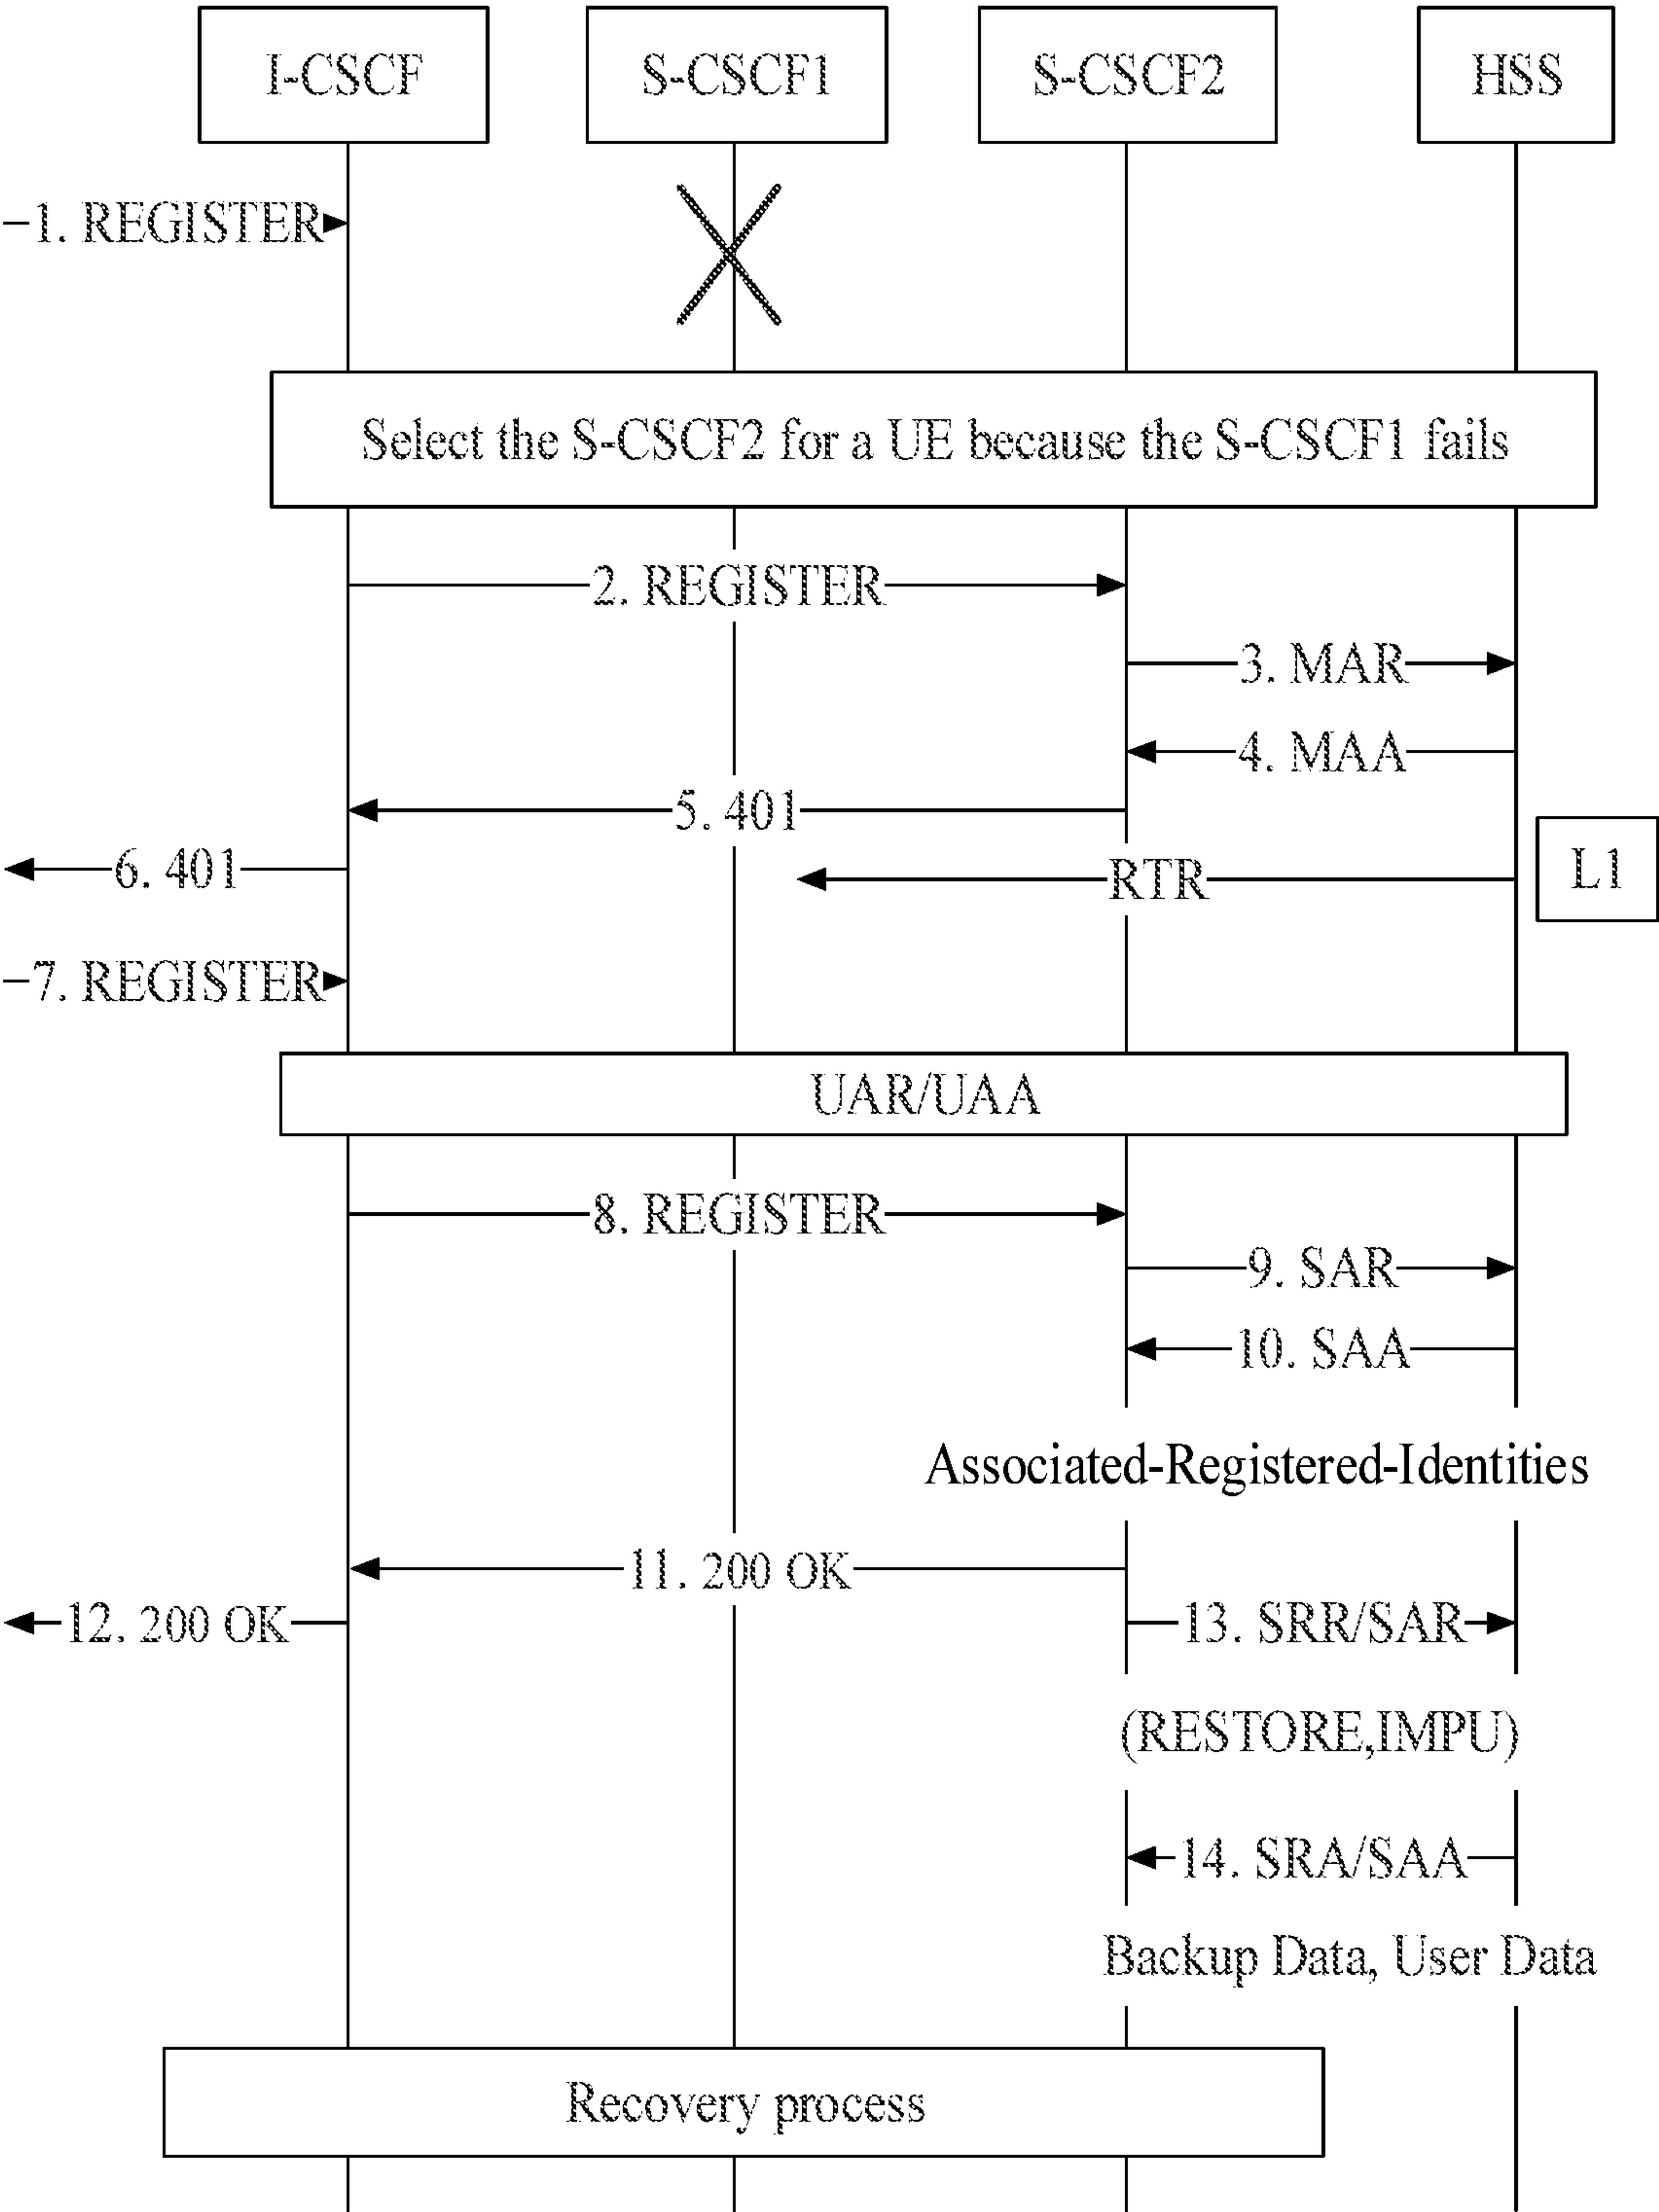 I-CSCF
S-CSCF1
S-CSCF2
HSS
1. REGISTER
Select the S-CSCF2 for a UE because the S-CSCF1 fails
2. REGISTER
3. MAR
4. MAA
5. 401
6. 401
RTR
L1
7. REGISTER
UAR/UAA
8. REGISTER
9. SAR
10. SAA
Associated-Registered-Identities
11. 200 OK
12. 200 OK
13. SRR/SAR
(RESTORE,IMPU)
14. SRA/SAA
Backup Data, User Data
Recovery process